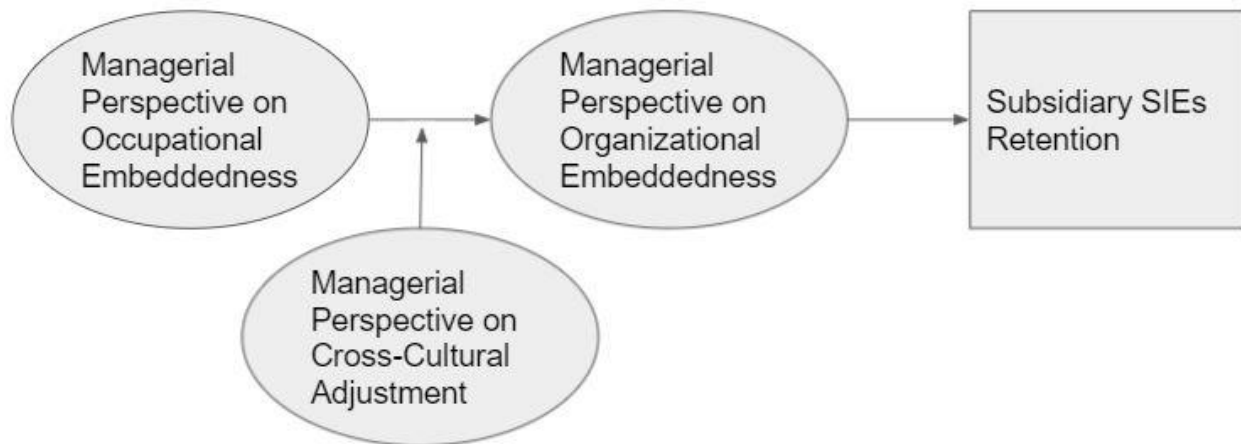 Managerial
Perspective on
Occupational
Embeddedness
Managerial
Perspective on
Organizational
Embeddedness
Subsidiary SIEs
Retention
Managerial
Perspective on
Cross-Cultural
Adjustment